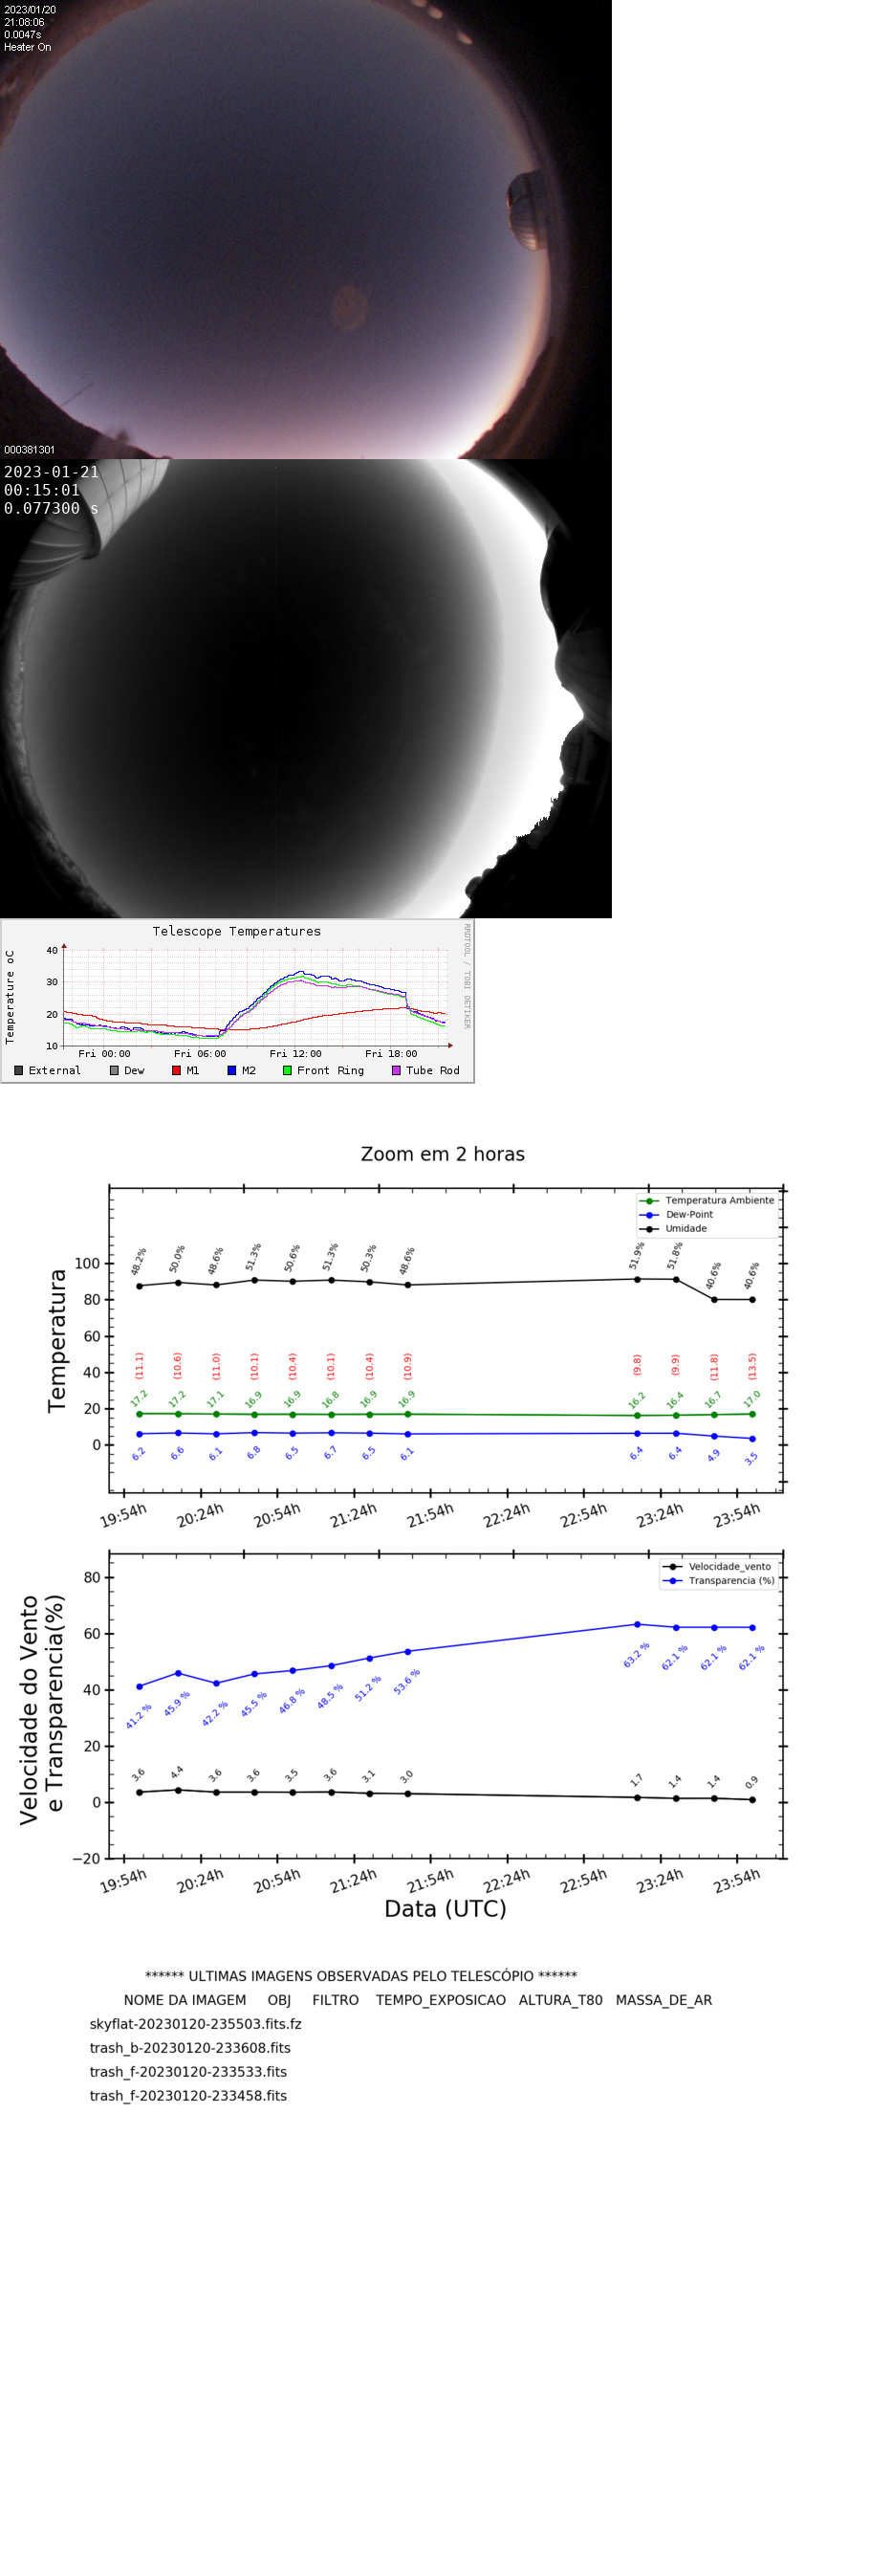 2023/01/20
21:08:06
0.0047s
Heater On
000381301
2023-01-21
00:15:01
0.077300 s
Telescope Temperatures
RRDTOOL / TOBI OETIKER
Temperature oC
40
30
20
10
Fri 00:00 Fri 06:00 Fri 12:00 Fri 18:00
External Dew M1 M2 Front Ring Tube Rod
Zoom em 2 horas
Temperatura Ambiente
Dew-Point
Umidade
Temperatura
100
80
60
40
20
0
48.2% 50.0% 48.6% 51.3% 50.6% 51.3% 50.3% 48.6% 51.9% 51.8% 40.6% 40.6%
(11.1) (10.6) (11.0) (10.1) (10.4) (10.1) (10.4) (10.9) (9.8) (9.9) (11.8) (13.5)
17.2 17.2 17.1 16.9 16.9 16.8 16.9 16.9 16.2 16.4 16.7 17.0
6.2 6.6 6.1 6.8 6.5 6.7 6.5 6.1 6.4 6.4 4.9 3.5
19:54h 20:24h 20:54h 21:24h 21:54h 22:24h 22:54h 23:24h 23:54h
Velocidade_vento
Transparencia (%)
Velocidade do Vento
e Transparencia(%)
80
60
40
20
0
−20
41.2 % 45.9 % 42.2 % 45.5 % 46.8 % 48.5 % 51.2 % 53.6 % 63.2 % 62.1 % 62.1 % 62.1 %
3.6 4.4 3.6 3.6 3.5 3.6 3.1 3.0 1.7 1.4 1.4 0.9
19:54h 20:24h 20:54h 21:24h 21:54h 22:24h 22:54h 23:24h 23:54h
Data (UTC)
****** ULTIMAS IMAGENS OBSERVADAS PELO TELESCÓPIO ******
NOME DA IMAGEM OBJ FILTRO TEMPO_EXPOSICAO ALTURA_T80 MASSA_DE_AR
skyflat-20230120-235503.fits.fz
trash_b-20230120-233608.fits
trash_f-20230120-233533.fits
trash_f-20230120-233458.fits